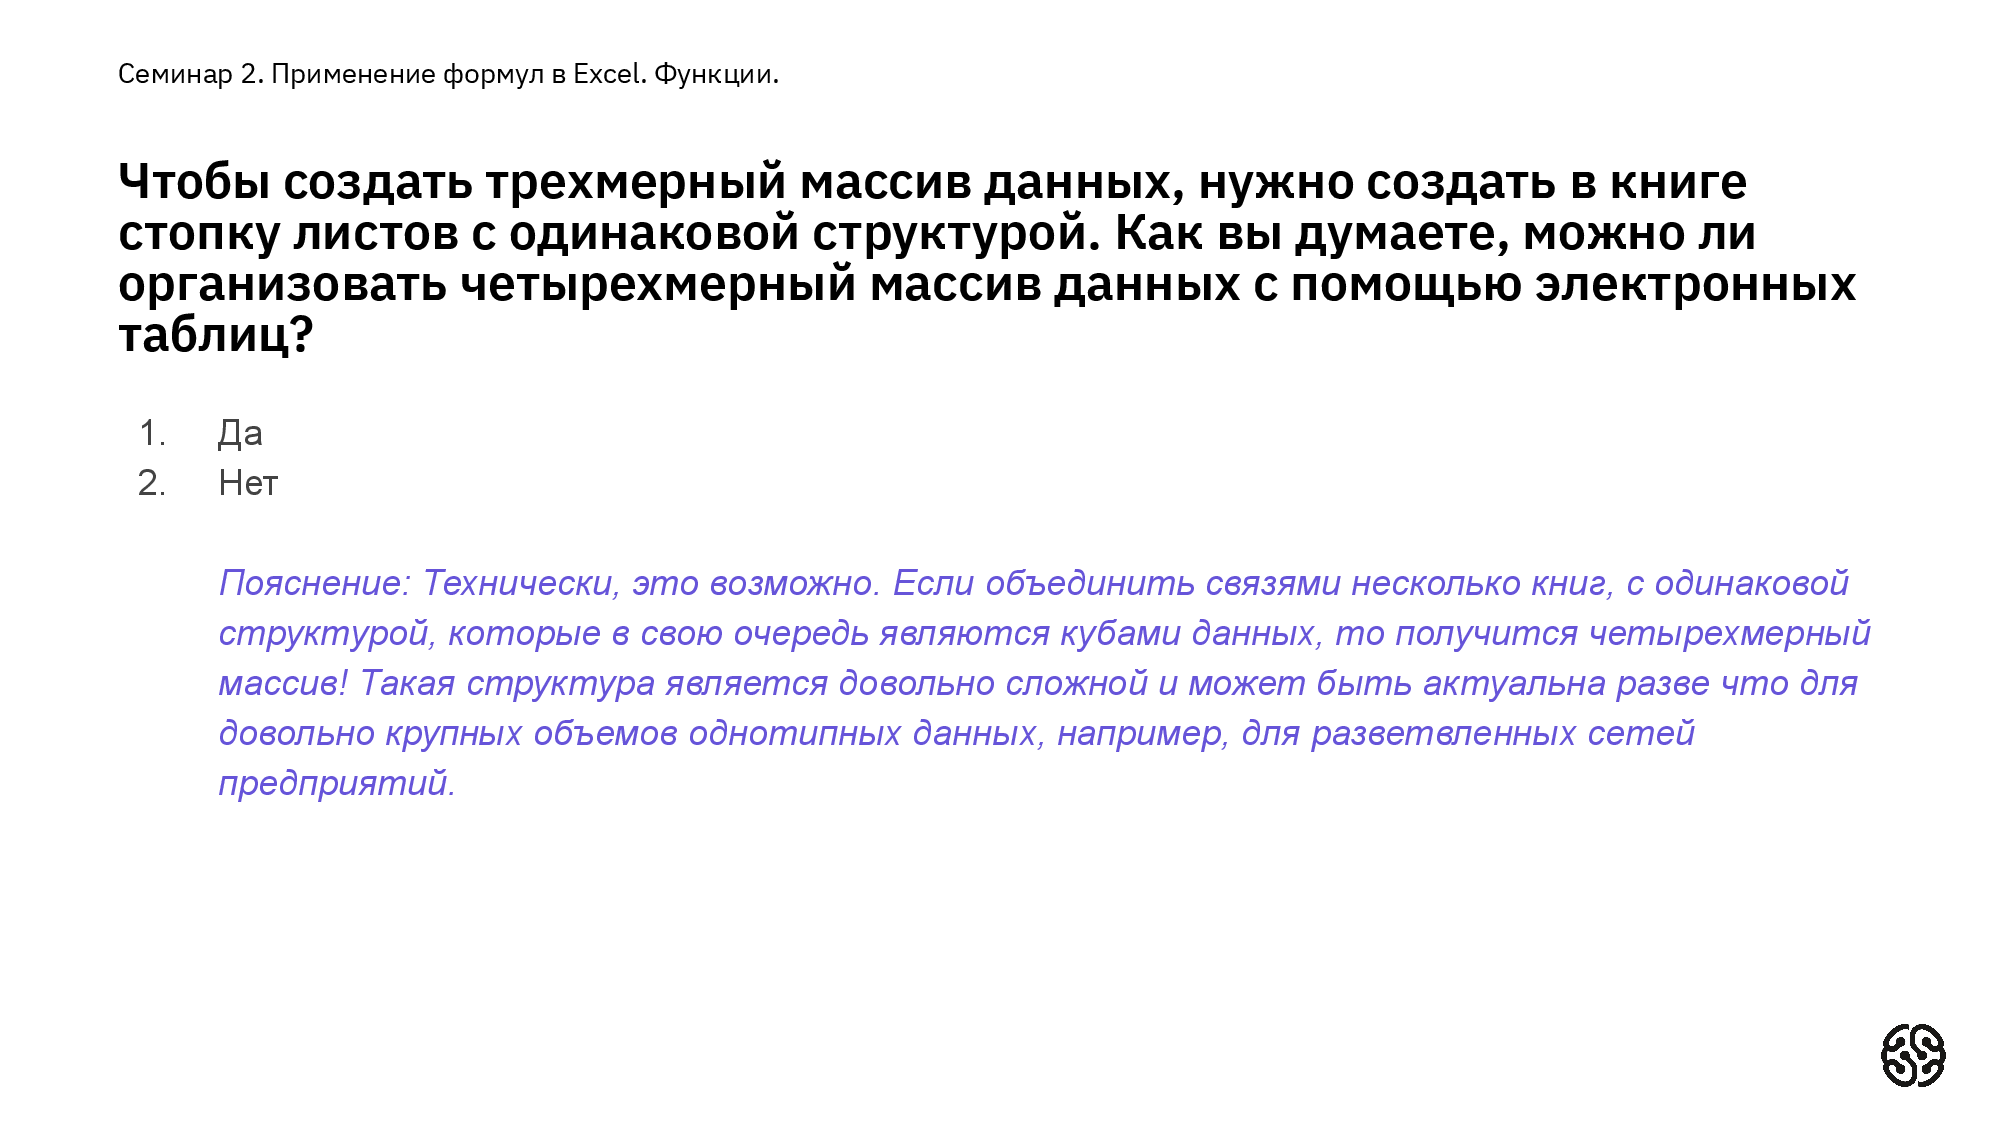 Семинар 2. Применение формул в Excel. Функции.
Чтобы создать трехмерный массив данных, нужно создать в книге
стопку листов с одинаковой структурой. Как вы думаете, можно ли
организовать четырехмерный массив данных с помощью электронных
таблиц?
1. Да
2. Нет
Пояснение: Технически, это возможно. Если объединить связями несколько книг, с одинаковой
структурой, которые в свою очередь являются кубами данных, то получится четырехмерный
массив! Такая структура является довольно сложной и может быть актуальна разве что для
довольно крупных объемов однотипных данных, например, для разветвленных сетей
предприятий.